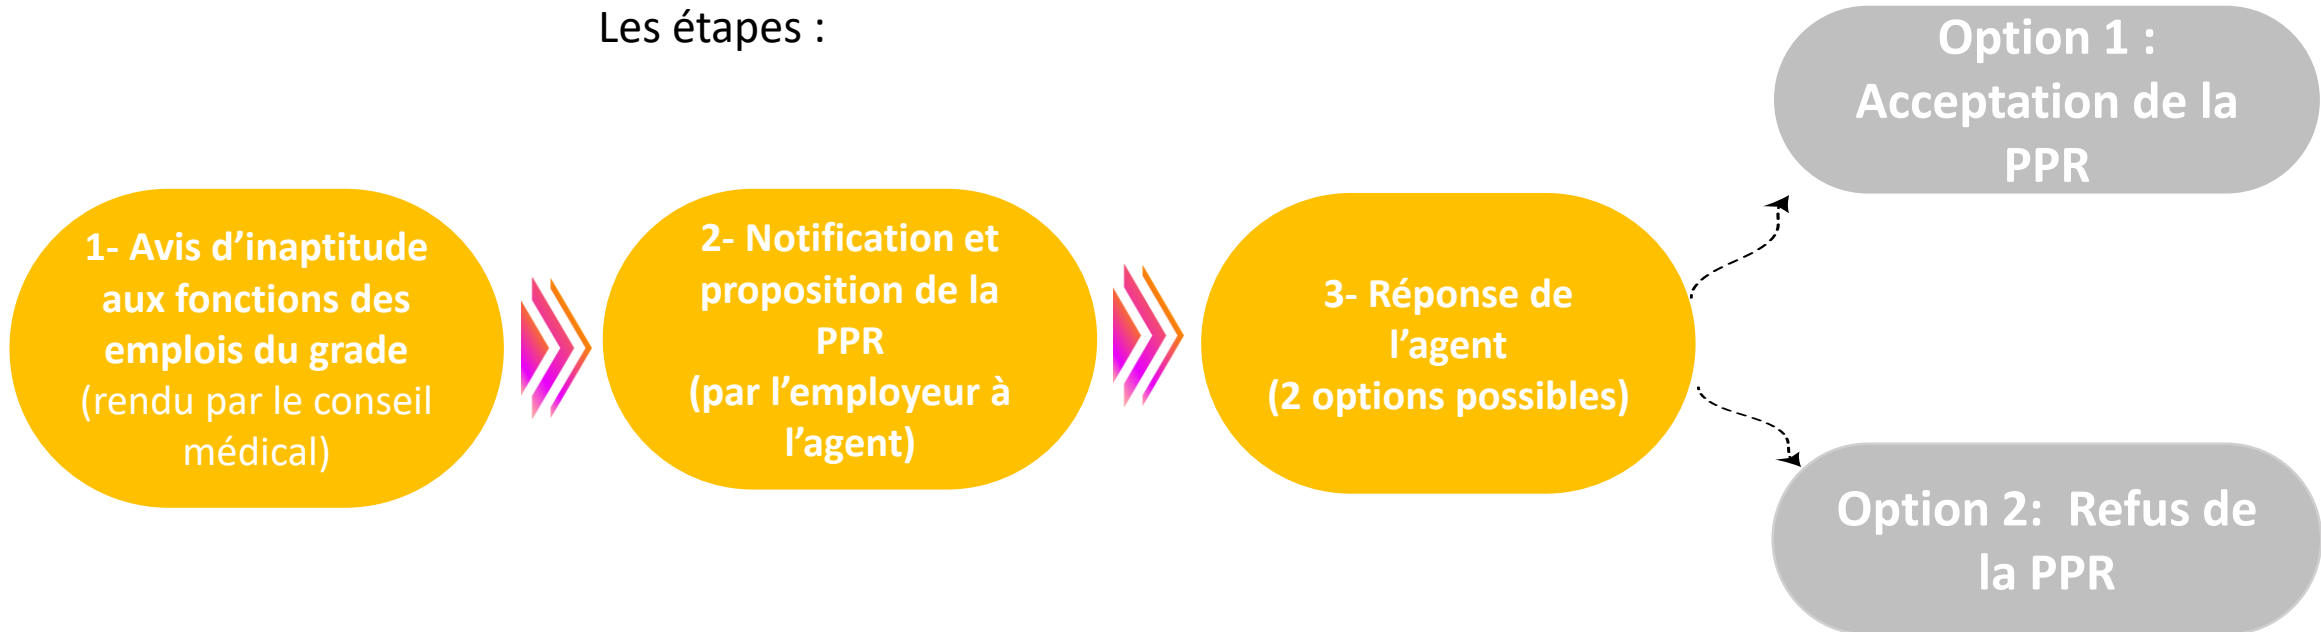 Les étapes :
1- Avis d’inaptitude
aux fonctions des
emplois du grade
(rendu par le conseil
médical)
2- Notification et
proposition de la
PPR
(par l’employeur à
l’agent)
3- Réponse de
l’agent
(2 options possibles)
Option 1 :
Acceptation de la
PPR
Option 2:  Refus de
la PPR